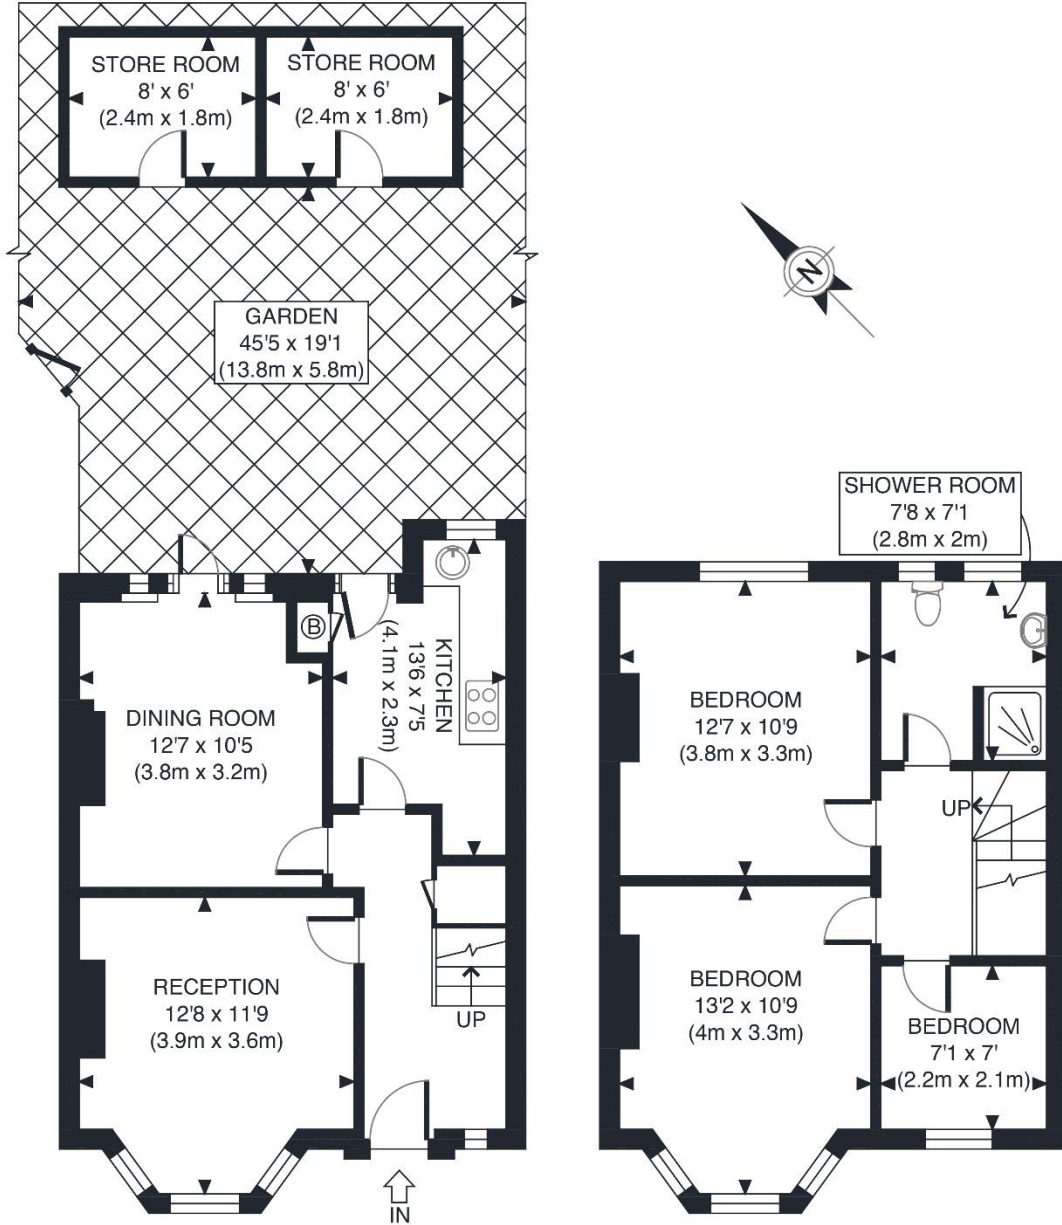 STORE ROOM
8' x 6'
(2.4m x 1.8m)
STORE ROOM
8' x 6'
(2.4m x 1.8m)
N
GARDEN
45'5 x 19'1
(13.8m x 5.8m)
SHOWER ROOM
7'8 x 7'1
(2.8m x 2m)
B
KITCHEN
13'6 x 7'5
(4.1m x 2.3m)
DINING ROOM
12'7 x 10'5
(3.8m x 3.2m)
BEDROOM
12'7 x 10'9
(3.8m x 3.3m)
UP
RECEPTION
12'8 x 11'9
(3.9m x 3.6m)
UP
BEDROOM
13'2 x 10'9
(4m x 3.3m)
BEDROOM
7'1 x 7'
(2.2m x 2.1m)
IN